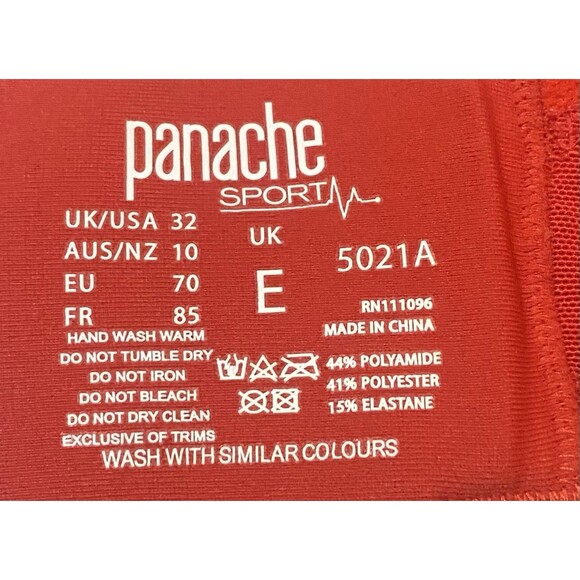 panache
SPORT
UK/USA 32
AUS/NZ 10
EU 70
FR 85
UK
E
5021A
RN111096
MADE IN CHINA
HAND WASH WARM
DO NOT TUMBLE DRY
DO NOT IRON
DO NOT BLEACH
DO NOT DRY CLEAN
EXCLUSIVE OF TRIMS
44% POLYAMIDE
41% POLYESTER
15% ELASTANE
WASH WITH SIMILAR COLOURS